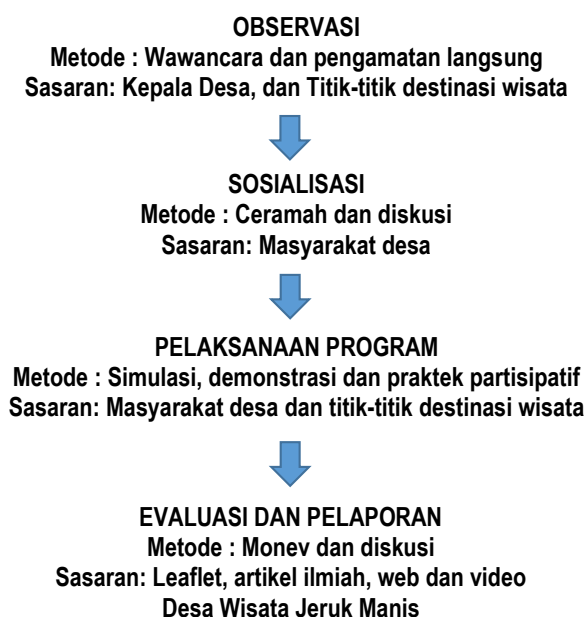 OBSERVASI
Metode : Wawancara dan pengamatan langsung
Sasaran: Kepala Desa, dan Titik-titik destinasi wisata
SOSIALISASI
Metode : Ceramah dan diskusi
Sasaran: Masyarakat desa
PELAKSANAAN PROGRAM
Metode : Simulasi, demonstrasi dan praktek partisipatif
Sasaran: Masyarakat desa dan titik-titik destinasi wisata
EVALUASI DAN PELAPORAN
Metode : Monev dan diskusi
Sasaran: Leaflet, artikel ilmiah, web dan video
Desa Wisata Jeruk Manis